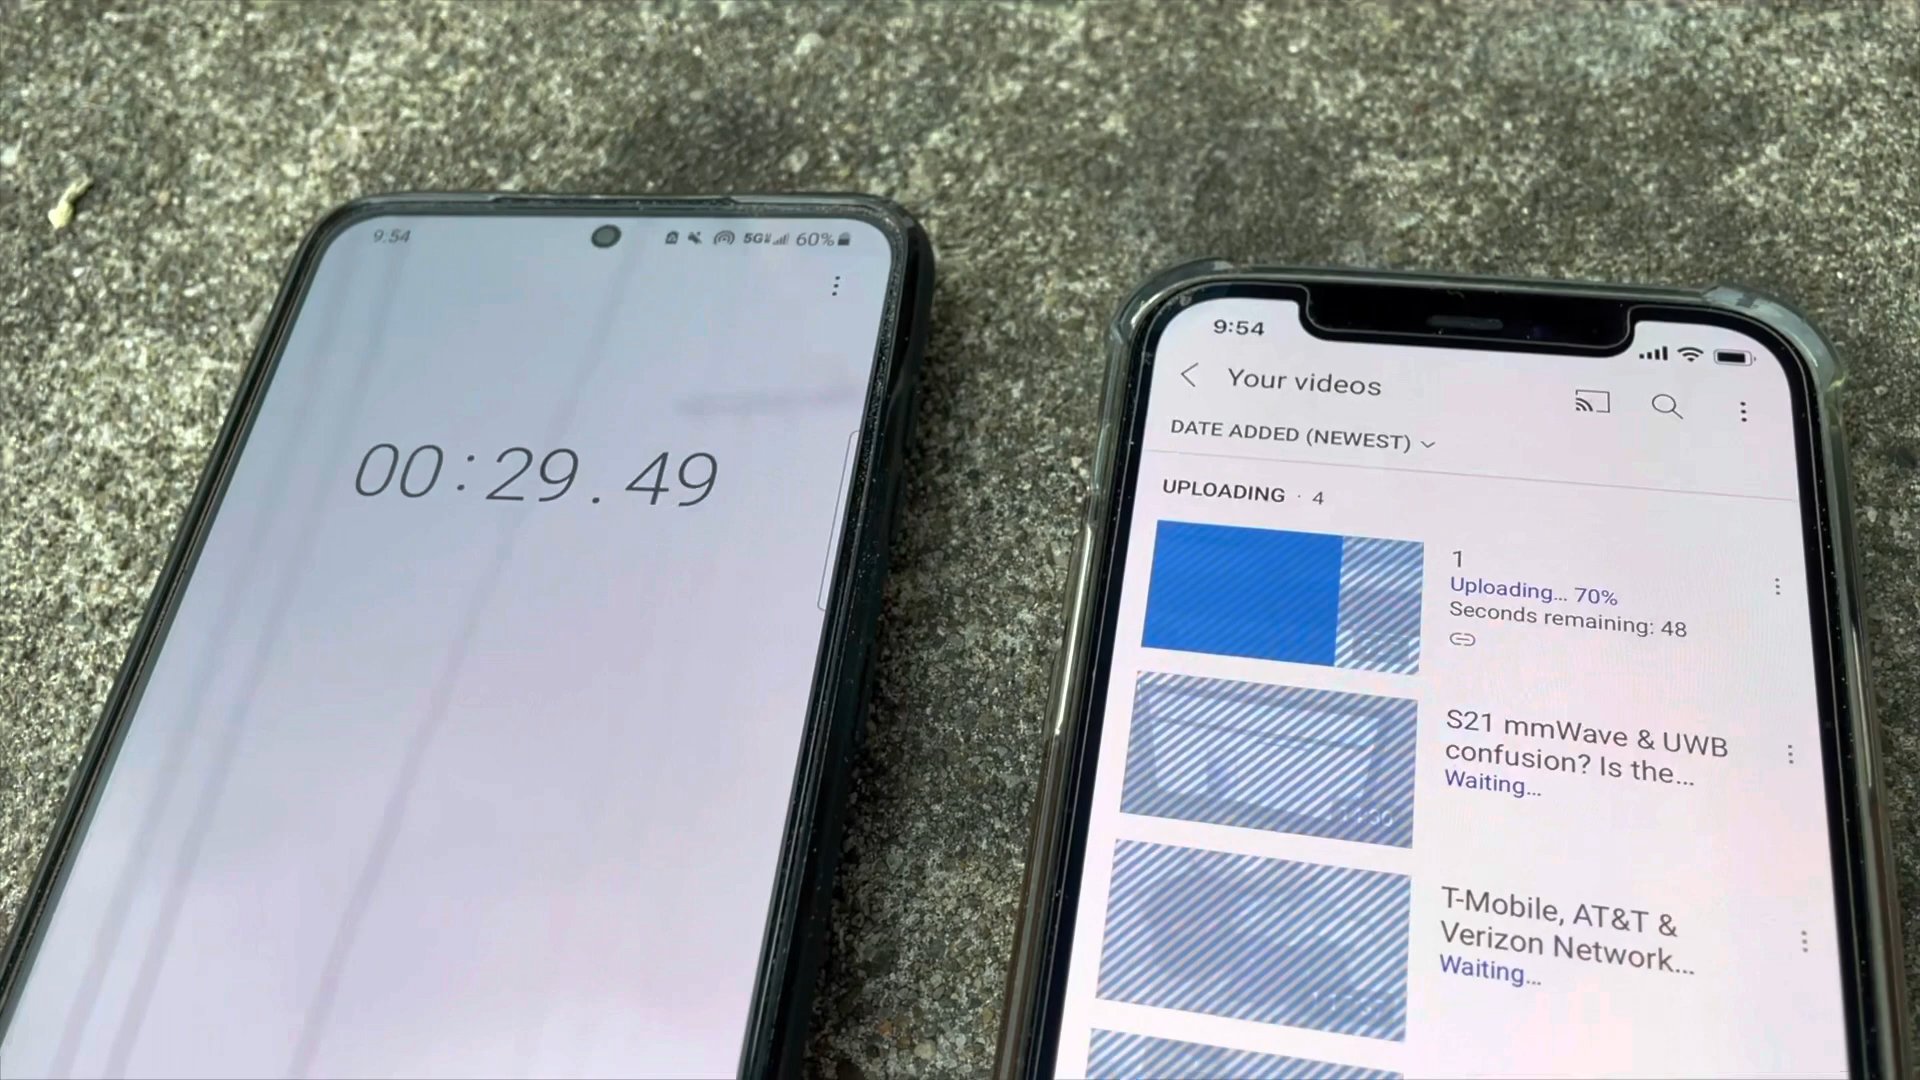 9:54
5G 60%
00:29.49
9:54
Your videos
DATE ADDED (NEWEST)
UPLOADING · 4
1
Uploading... 70%
Seconds remaining: 48
S21 mmWave & UWB
confusion? Is the...
Waiting...
T-Mobile, AT&T &
Verizon Network...
Waiting...